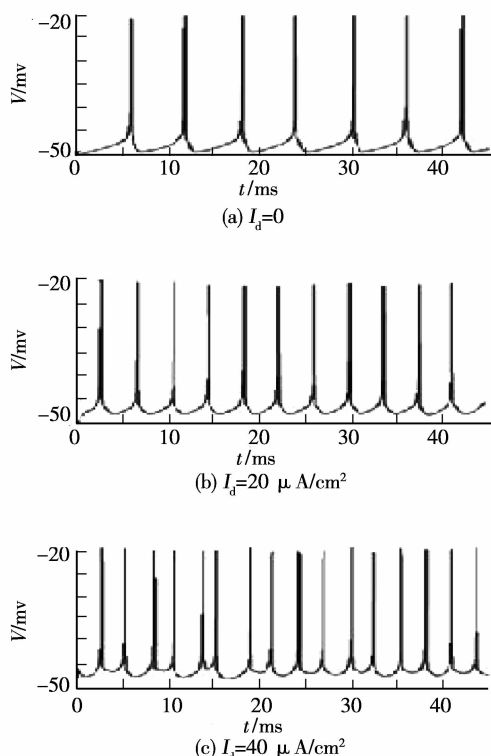 -20
V/mv
-50
0 10 20 30 40
t/ms
(a) I_d=0
-20
V/mv
-50
0 10 20 30 40
t/ms
(b) I_d=20 μ A/cm²
-20
V/mv
-50
0 10 20 30 40
t/ms
(c) I_d=40 μ A/cm²